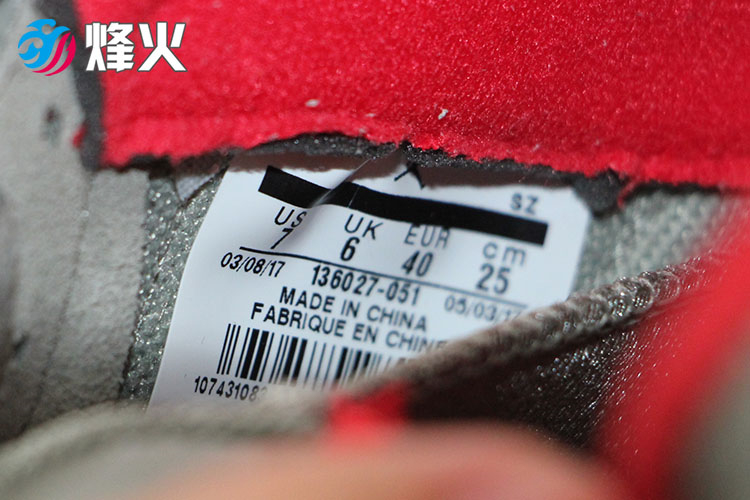 烽火
SZ
US UK EUR cm
7 6 40 25
03/08/17 136027-051
MADE IN CHINA
FABRIQUE EN CHINE